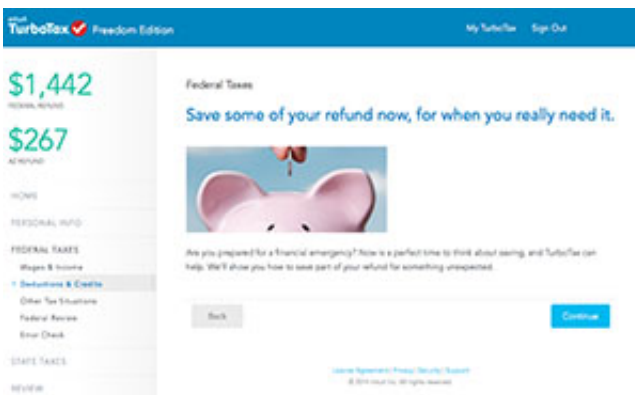 intuit
TurboTax Freedom Edition
My TurboTax Sign Out
$1,442
FEDERAL REFUND
$267
AZ REFUND
HOME
PERSONAL INFO
FEDERAL TAXES
Wages & Income
Deductions & Credits
Other Tax Situations
Federal Review
Error Check
STATE TAXES
REVIEW
Federal Taxes
Save some of your refund now, for when you really need it.
Are you prepared for a financial emergency? Now is a perfect time to think about saving, and TurboTax can
help. We'll show you how to save part of your refund for something unexpected.
Back
Continue
License Agreement | Privacy | Security | Support
Intuit Inc. All rights reserved.